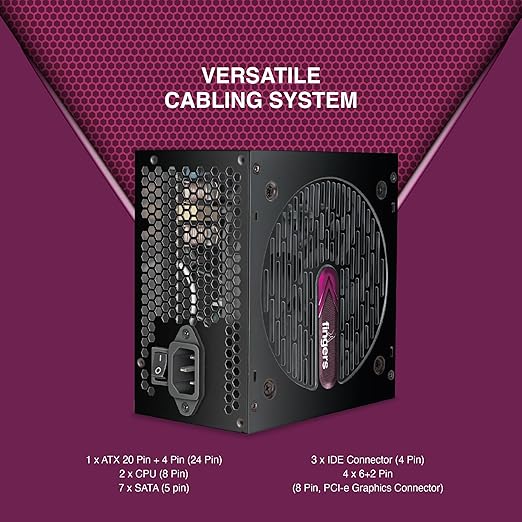 VERSATILE
CABLING SYSTEM
fingers
1 x ATX 20 Pin + 4 Pin (24 Pin)
2 x CPU (8 Pin)
7 x SATA (5 pin)
3 x IDE Connector (4 Pin)
4 x 6+2 Pin
(8 Pin, PCI-e Graphics Connector)